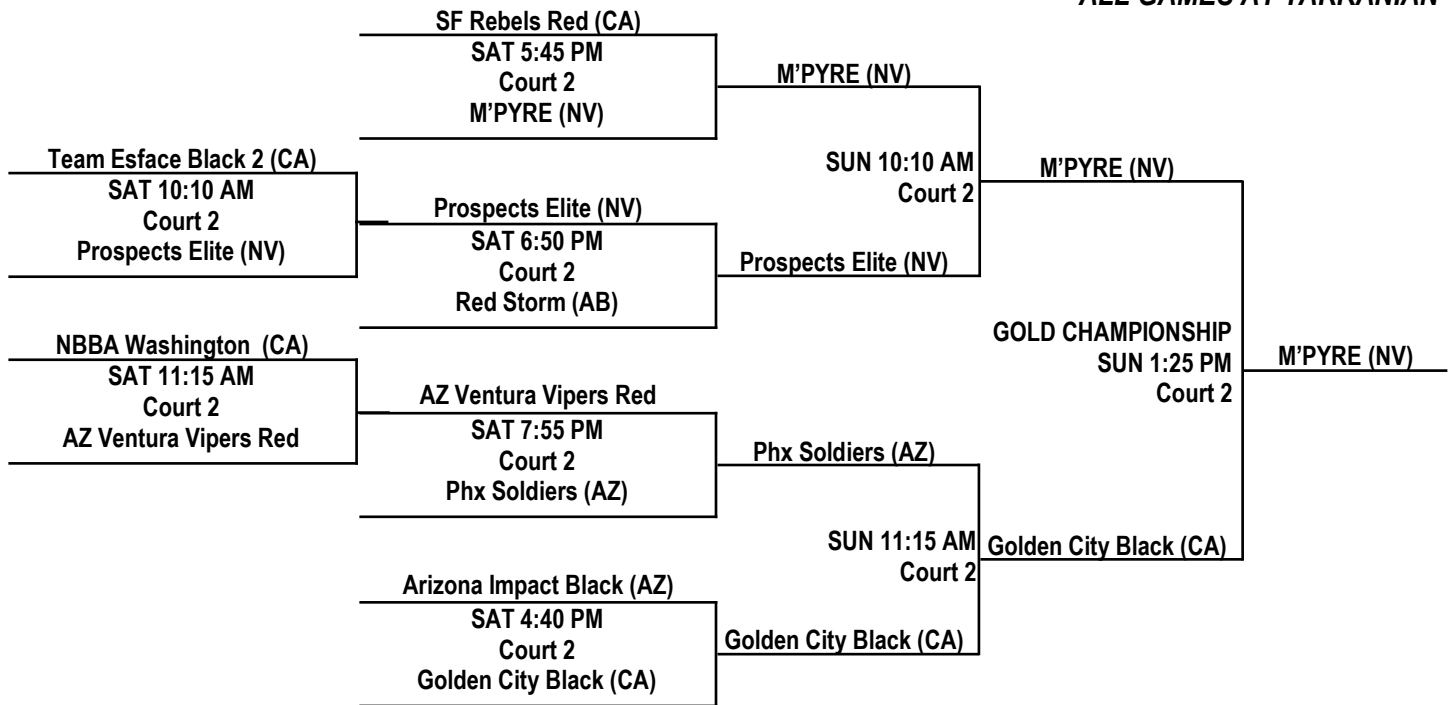 SF Rebels Red (CA)
SAT 5:45 PM
Court 2
M'PYRE (NV)
M'PYRE (NV)
Team Esface Black 2 (CA)
SAT 10:10 AM
Court 2
Prospects Elite (NV)
SUN 10:10 AM
Court 2
M'PYRE (NV)
Prospects Elite (NV)
SAT 6:50 PM
Court 2
Red Storm (AB)
Prospects Elite (NV)
NBBA Washington (CA)
SAT 11:15 AM
Court 2
AZ Ventura Vipers Red
GOLD CHAMPIONSHIP
SUN 1:25 PM
Court 2
M'PYRE (NV)
AZ Ventura Vipers Red
SAT 7:55 PM
Court 2
Phx Soldiers (AZ)
Phx Soldiers (AZ)
SUN 11:15 AM
Court 2
Golden City Black (CA)
Arizona Impact Black (AZ)
SAT 4:40 PM
Court 2
Golden City Black (CA)
Golden City Black (CA)